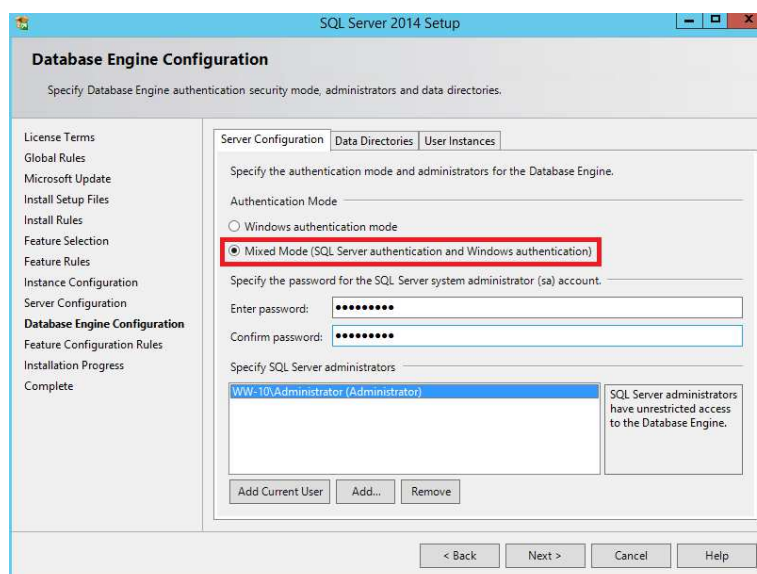 SQL Server 2014 Setup
Database Engine Configuration
Specify Database Engine authentication security mode, administrators and data directories.
License Terms
Global Rules
Microsoft Update
Install Setup Files
Install Rules
Feature Selection
Feature Rules
Instance Configuration
Server Configuration
Database Engine Configuration
Feature Configuration Rules
Installation Progress
Complete
Server Configuration Data Directories User Instances
Specify the authentication mode and administrators for the Database Engine.
Authentication Mode
Windows authentication mode
Mixed Mode (SQL Server authentication and Windows authentication)
Specify the password for the SQL Server system administrator (sa) account.
Enter password: ●●●●●●●●●
Confirm password: ●●●●●●●●●
Specify SQL Server administrators
WW-10\Administrator (Administrator)
SQL Server administrators
have unrestricted access
to the Database Engine.
Add Current User Add... Remove
< Back Next > Cancel Help